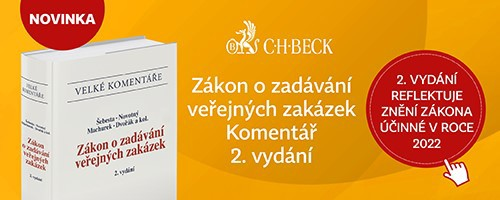 NOVINKA
C·H·BECK
VELKÉ KOMENTÁŘE
Šebesta · Novotný
Machurek · Dvořák a kol.
Zákon o zadávání
veřejných zakázek
2. vydání
Zákon o zadávání
veřejných zakázek
Komentář
2. vydání
2. VYDÁNÍ
REFLEKTUJE
ZNĚNÍ ZÁKONA
ÚČINNÉ V ROCE
2022